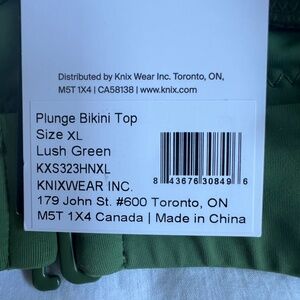 Distributed by Knix Wear Inc. Toronto, ON,
M5T 1X4 | CA58138 | www.knix.com
Plunge Bikini Top
Size XL
Lush Green
KXS323HNXL
KNIXWEAR INC.
8 43676 30849 6
179 John St. #600 Toronto, ON
M5T 1X4 Canada | Made in China